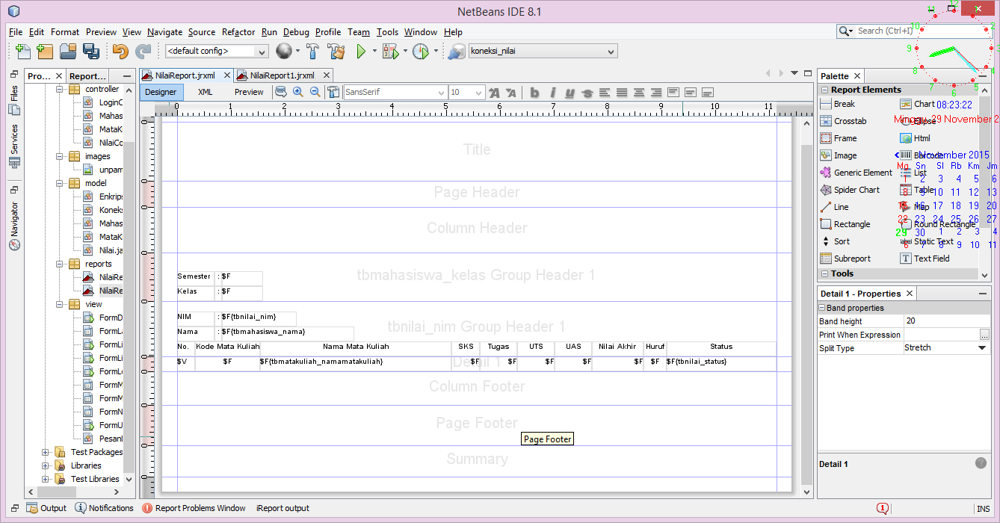 NetBeans IDE 8.1
File Edit Format Preview View Navigate Source Refactor Run Debug Profile Team Tools Window Help
Search (Ctrl+I)
<default config>
koneksi_nilai
Pro...
Report...
NilaiReport.jrxml
NilaiReport1.jrxml
Designer XML Preview
SansSerif
10
0 1 2 3 4 5 6 7 8 9 10 11
Files
Services
Navigator
controller
LoginC
Mahas
MataK
NilaiCo
images
unpam
model
Enkrips
Koneks
Mahas
MataK
Nilai.ja
reports
NilaiRe
NilaiRe
view
FormD
FormLa
FormLi
FormLi
FormLo
FormM
FormM
FormN
FormU
PesanI
Test Packages
Libraries
Test Libraries
Title
Page Header
Column Header
tbmahasiswa_kelas Group Header 1
Semester : $F
Kelas : $F
tbnilai_nim Group Header 1
NIM : $F{tbnilai_nim}
Nama : $F{tbmahasiswa_nama}
No. Kode Mata Kuliah Nama Mata Kuliah SKS Tugas UTS UAS Nilai Akhir Huruf Status
Detail 1
$V $F $F{tbmatakuliah_namamatakuliah} $F $F $F $F $F $F $F{tbnilai_status}
Column Footer
Page Footer
Page Footer
Summary
Palette
Report Elements
Break Chart
Crosstab Ellipse
Frame Html
Image Barcode
Generic Element List
Spider Chart Table
Line Map
Rectangle Round Rectangle
Sort Static Text
Subreport Text Field
Tools
12
10 2
9 3
8 4
7 6 5
08:23:22
Minggu, 29 November 2
November 2015
Mg Sn Sl Rb Km Jm
1 2 3 4 5 6
8 9 10 11 12 13
15 16 17 18 19 20
22 23 24 25 26 27
29 30 1 2 3 4
6 7 8 9 10 11
Detail 1 - Properties
Band properties
Band height 20
Print When Expression ...
Split Type Stretch
Detail 1
Output
Notifications
Report Problems Window
iReport output
1
INS